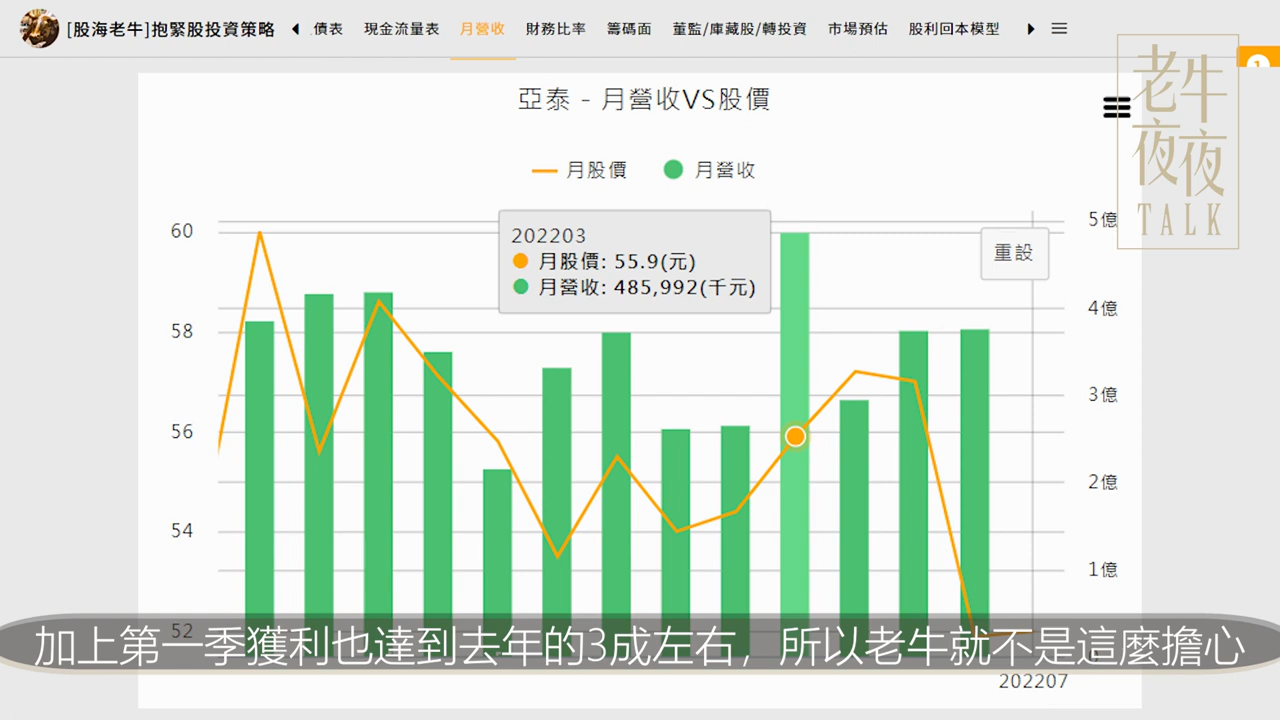 [股海老牛]抱緊股投資策略
債表 現金流量表 月營收 財務比率 籌碼面 董監/庫藏股/轉投資 市場預估 股利回本模型
1
老牛
夜夜
TALK
亞泰 - 月營收VS股價
月股價 月營收
202203
月股價: 55.9(元)
月營收: 485,992(千元)
重設
60
58
56
54
52
5億
4億
3億
2億
1億
202207
加上第一季獲利也達到去年的3成左右，所以老牛就不是這麼擔心